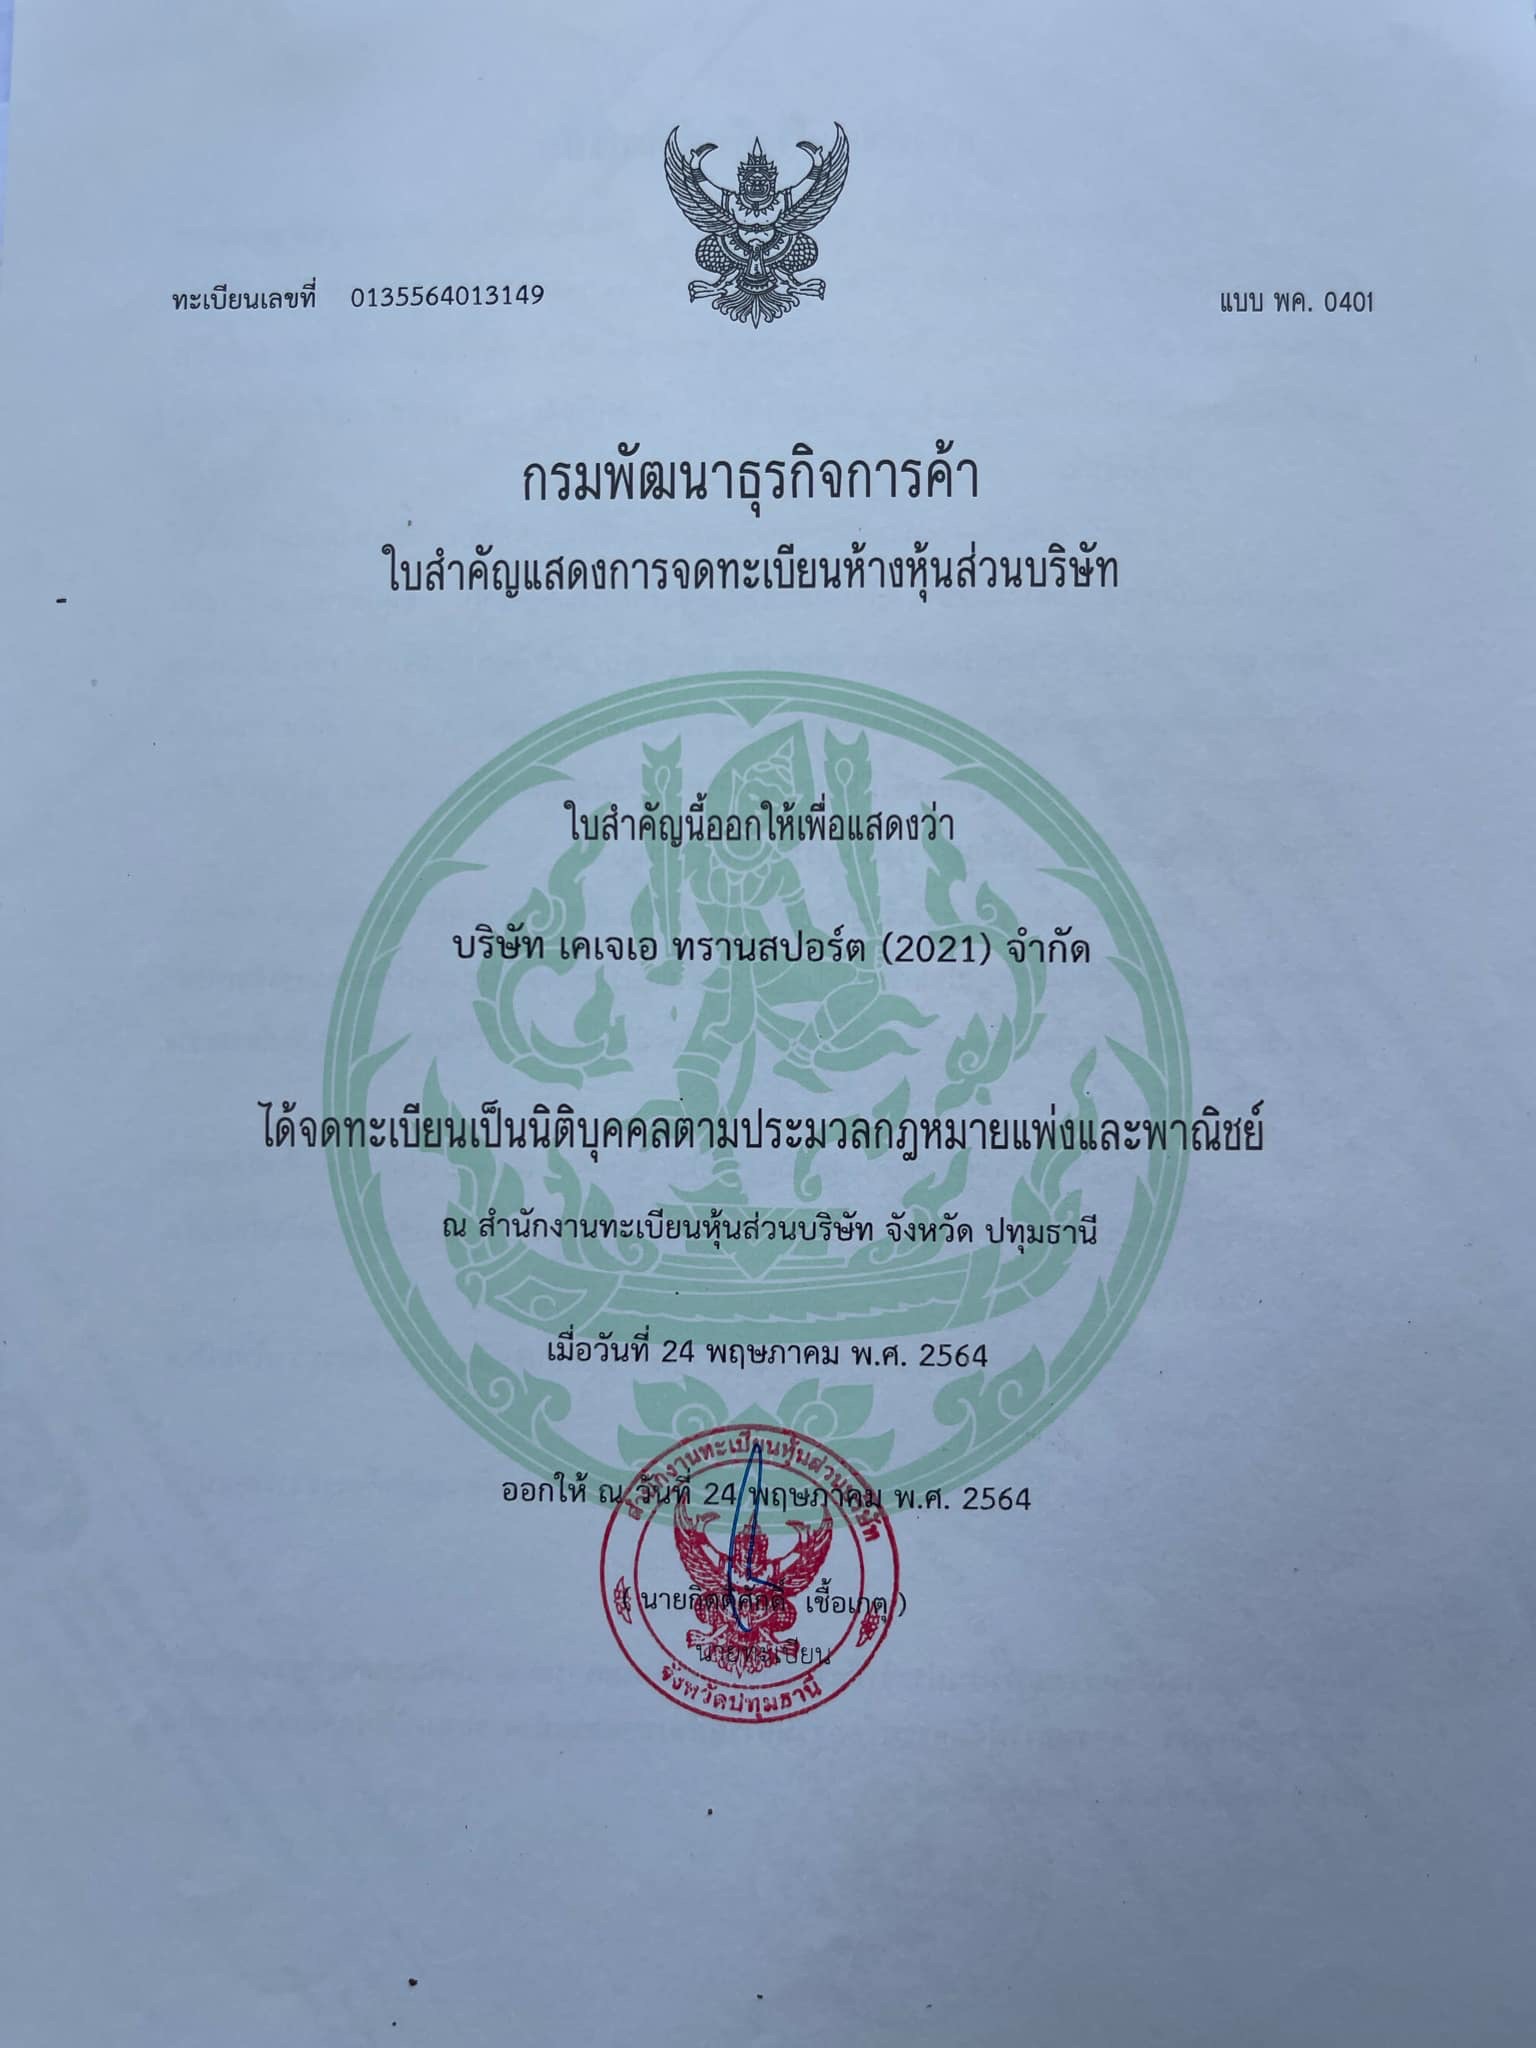 ทะเบียนเลขที่ 0135564013149
แบบ พค. 0401
กรมพัฒนาธุรกิจการค้า
ใบสำคัญแสดงการจดทะเบียนห้างหุ้นส่วนบริษัท
ใบสำคัญนี้ออกให้เพื่อแสดงว่า
บริษัท เคเจเอ ทรานสปอร์ต (2021) จำกัด
ได้จดทะเบียนเป็นนิติบุคคลตามประมวลกฎหมายแพ่งและพาณิชย์
ณ สำนักงานทะเบียนหุ้นส่วนบริษัท จังหวัด ปทุมธานี
เมื่อวันที่ 24 พฤษภาคม พ.ศ. 2564
สำนักงานทะเบียนหุ้นส่วนบริษัท
ออกให้ ณ วันที่ 24 พฤษภาคม พ.ศ. 2564
( นายกิตติศักดิ์ เชื้อเกตุ )
นายทะเบียน
จังหวัดปทุมธานี